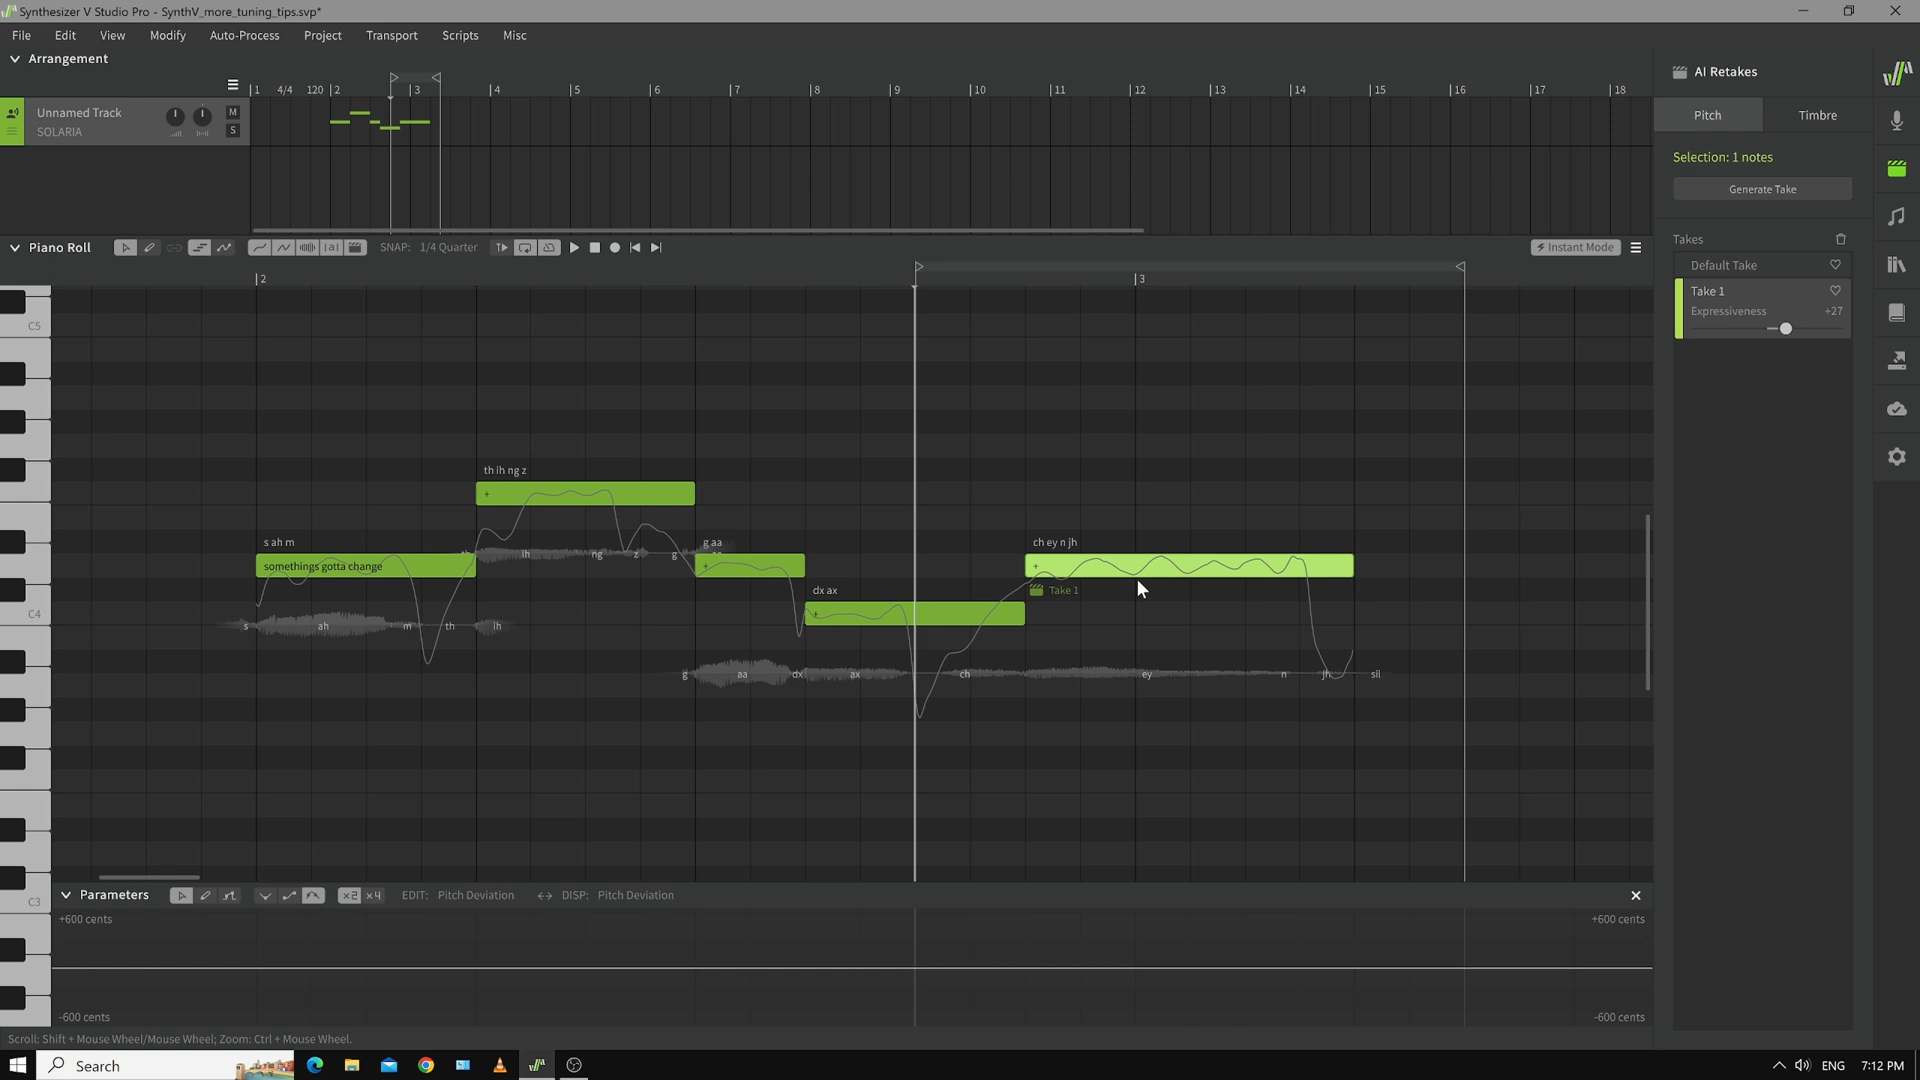 Synthesizer V Studio Pro - SynthV_more_tuning_tips.svp*
File Edit View Modify Auto-Process Project Transport Scripts Misc
Arrangement
1 4/4 120 2 3 4 5 6 7 8 9 10 11 12 13 14 15 16 17 18
Unnamed Track M
SOLARIA S
AI Retakes
Pitch Timbre
Selection: 1 notes
Generate Take
Takes
Default Take
Take 1
Expressiveness +27
Piano Roll SNAP: 1/4 Quarter Instant Mode
2 3
C5
th ih ng z
+
s ah m g aa ch ey n jh
th ih ng z g
somethings gotta change + +
dx ax Take 1
C4 +
s ah m th ih
g aa dx ax ch ey n jh sil
Parameters x2 x4 EDIT: Pitch Deviation DISP: Pitch Deviation
C3
+600 cents +600 cents
-600 cents -600 cents
Scroll: Shift + Mouse Wheel/Mouse Wheel; Zoom: Ctrl + Mouse Wheel.
Search ENG 7:12 PM